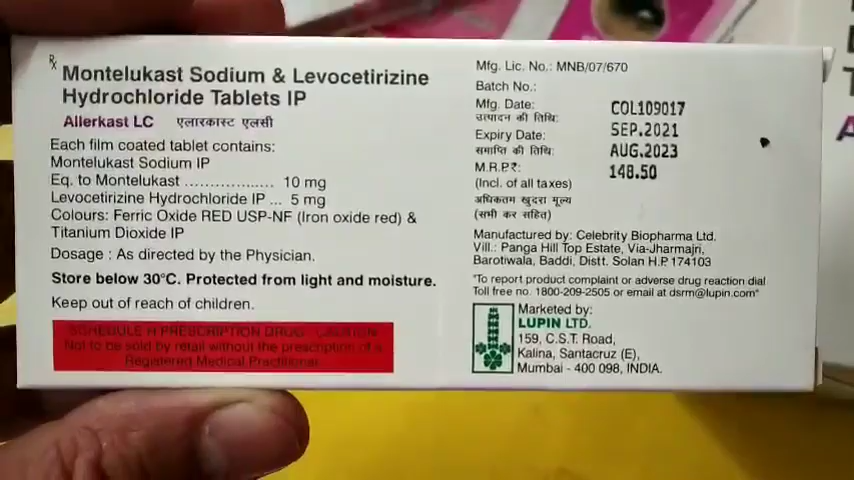 Rx
Montelukast Sodium & Levocetirizine
Hydrochloride Tablets IP
Allerkast LC एलारकास्ट एलसी
Each film coated tablet contains:
Montelukast Sodium IP
Eq. to Montelukast ...................... 10 mg
Levocetirizine Hydrochloride IP ... 5 mg
Colours: Ferric Oxide RED USP-NF (Iron oxide red) &
Titanium Dioxide IP
Dosage : As directed by the Physician.
Store below 30°C. Protected from light and moisture.
Keep out of reach of children.
SCHEDULE H PRESCRIPTION DRUG - CAUTION
Not to be sold by retail without the prescription of a
Registered Medical Practitioner.
Mfg. Lic. No.: MNB/07/670
Batch No.:
Mfg. Date: COL109017
उत्पादन की तिथि:
Expiry Date: SEP.2021
समाप्ति की तिथि: AUG.2023
M.R.P.₹: 148.50
(Incl. of all taxes)
अधिकतम खुदरा मूल्य
(सभी कर सहित)
Manufactured by: Celebrity Biopharma Ltd.
Vill.: Panga Hill Top Estate, Via-Jharmajri,
Barotiwala, Baddi, Distt. Solan H.P. 174103
"To report product complaint or adverse drug reaction dial
Toll free no. 1800-209-2505 or email at dsrm@lupin.com"
Marketed by:
LUPIN LTD.
159, C.S.T. Road,
Kalina, Santacruz (E),
Mumbai - 400 098, INDIA.